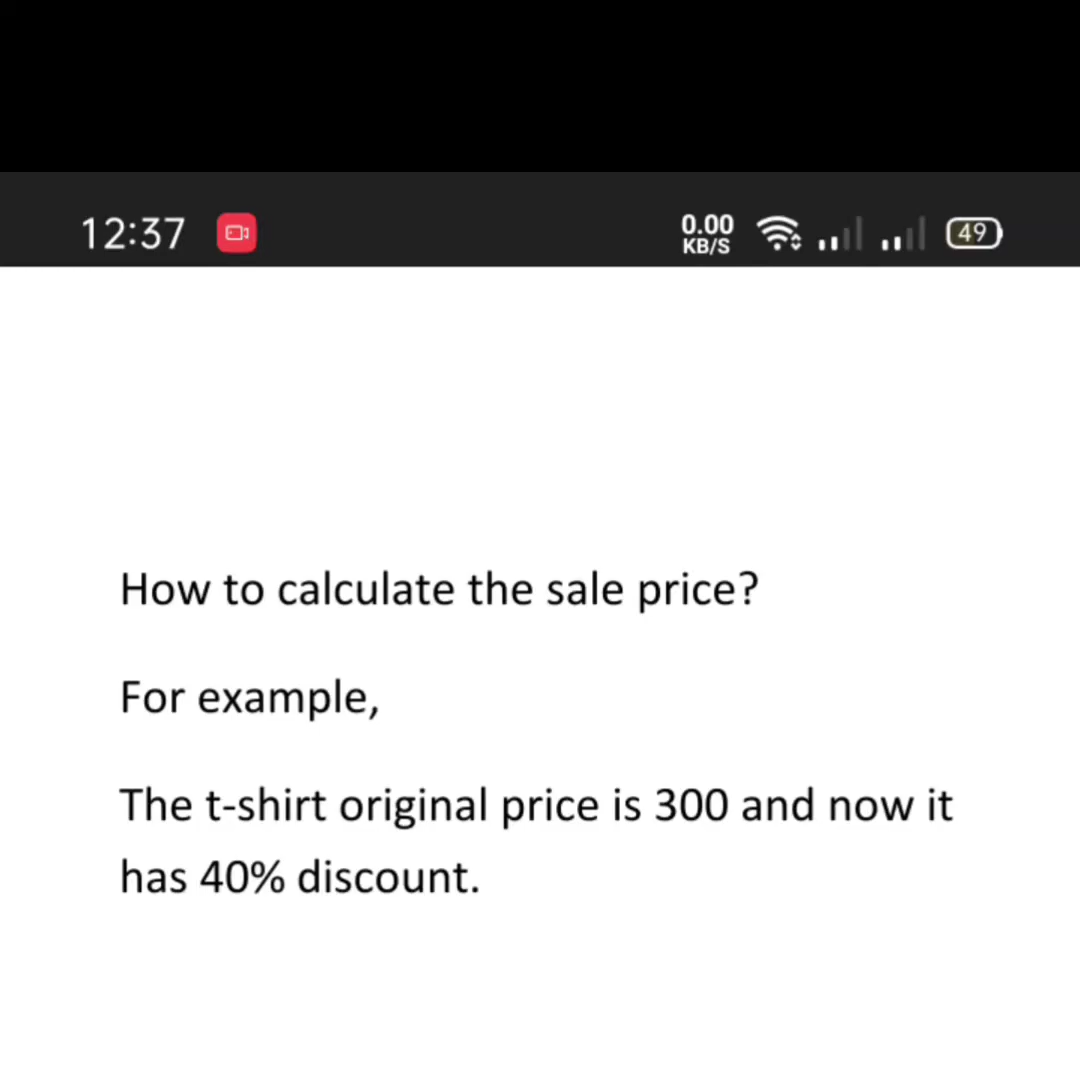 12:37
0.00
KB/S
49
How to calculate the sale price?
For example,
The t-shirt original price is 300 and now it
has 40% discount.